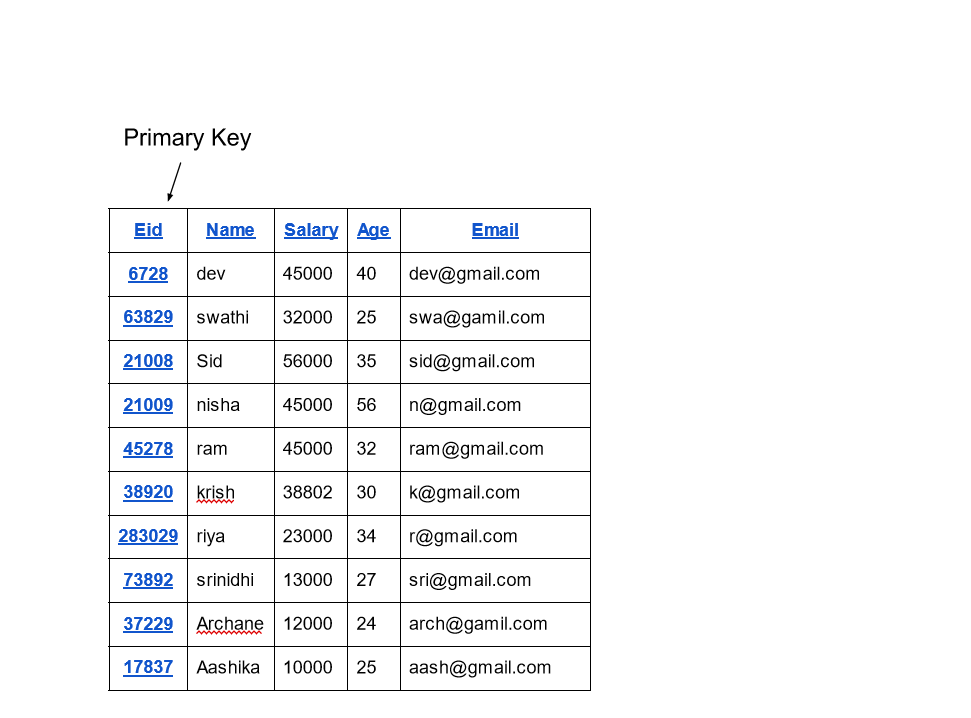 Primary Key
Eid Name Salary Age Email
6728 dev 45000 40 dev@gmail.com
63829 swathi 32000 25 swa@gamil.com
21008 Sid 56000 35 sid@gmail.com
21009 nisha 45000 56 n@gmail.com
45278 ram 45000 32 ram@gmail.com
38920 krish 38802 30 k@gmail.com
283029 riya 23000 34 r@gmail.com
73892 srinidhi 13000 27 sri@gmail.com
37229 Archane 12000 24 arch@gamil.com
17837 Aashika 10000 25 aash@gmail.com